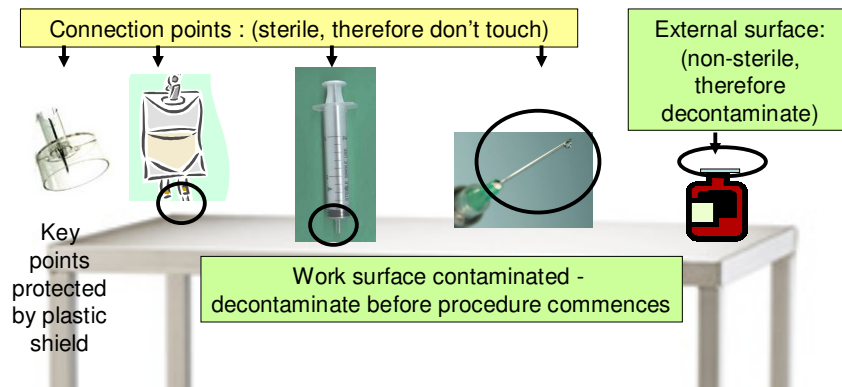 Connection points : (sterile, therefore don't touch)
External surface:
(non-sterile,
therefore
decontaminate)
Key
points
protected
by plastic
shield
Work surface contaminated -
decontaminate before procedure commences